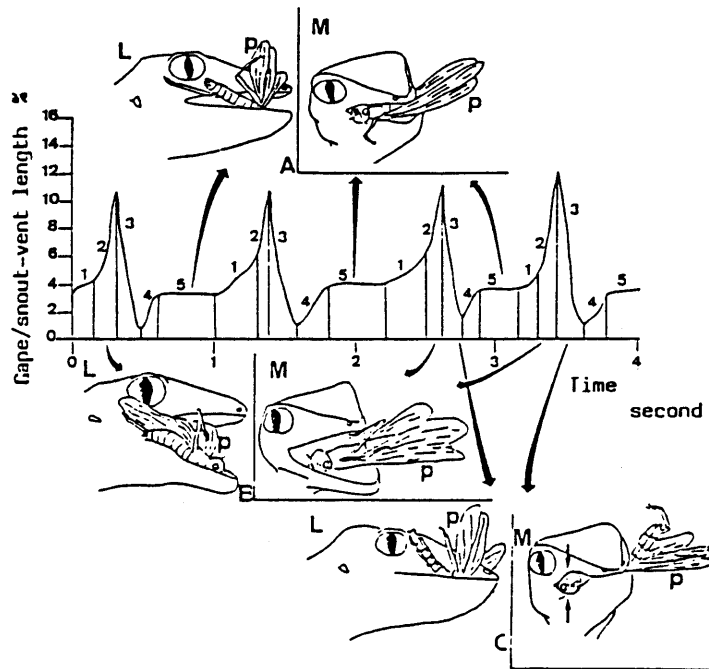 L
p
M
p
A
Gape/snout-vent length %
16
14
12
10
8
6
4
2
0
1 2 3 4 5 1 2 3 4 5 1 2 3 4 5 1 2 3 4 5
0 1 2 3 4
Time
second
L
p
B
M
p
L
p
M
p
C